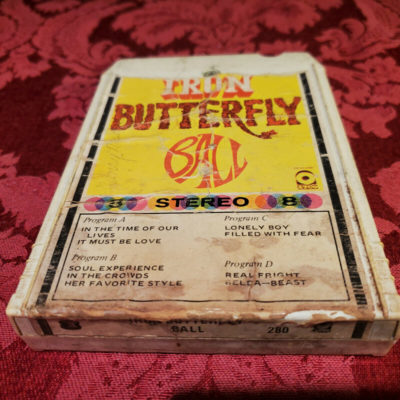 IRON
BUTTERFLY
BALL
8 STEREO 8
Program A
IN THE TIME OF OUR
LIVES
IT MUST BE LOVE
Program B
SOUL EXPERIENCE
IN THE CROWDS
HER FAVORITE STYLE
Program C
LONELY BOY
FILLED WITH FEAR
Program D
REAL FRIGHT
BELDA-BEAST
IRON BUTTERFLY
BALL 280